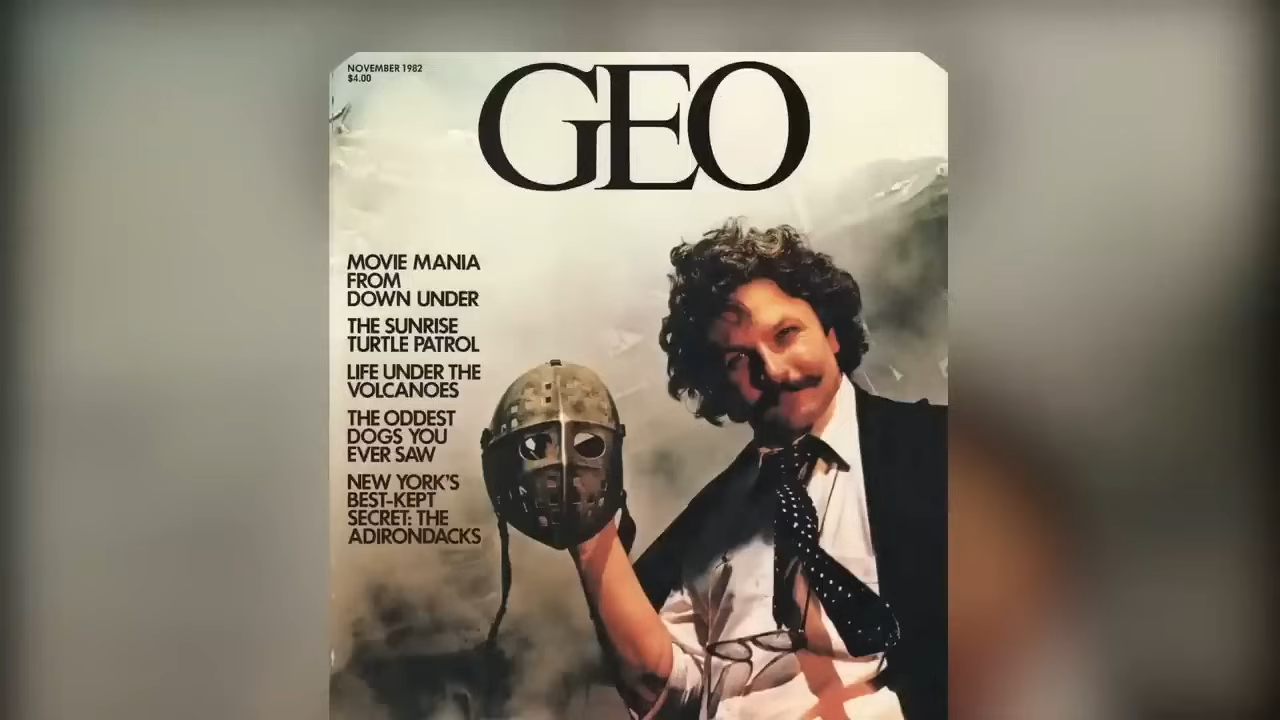 NOVEMBER 1982
$4.00
GEO
MOVIE MANIA
FROM
DOWN UNDER
THE SUNRISE
TURTLE PATROL
LIFE UNDER THE
VOLCANOES
THE ODDEST
DOGS YOU
EVER SAW
NEW YORK'S
BEST-KEPT
SECRET: THE
ADIRONDACKS